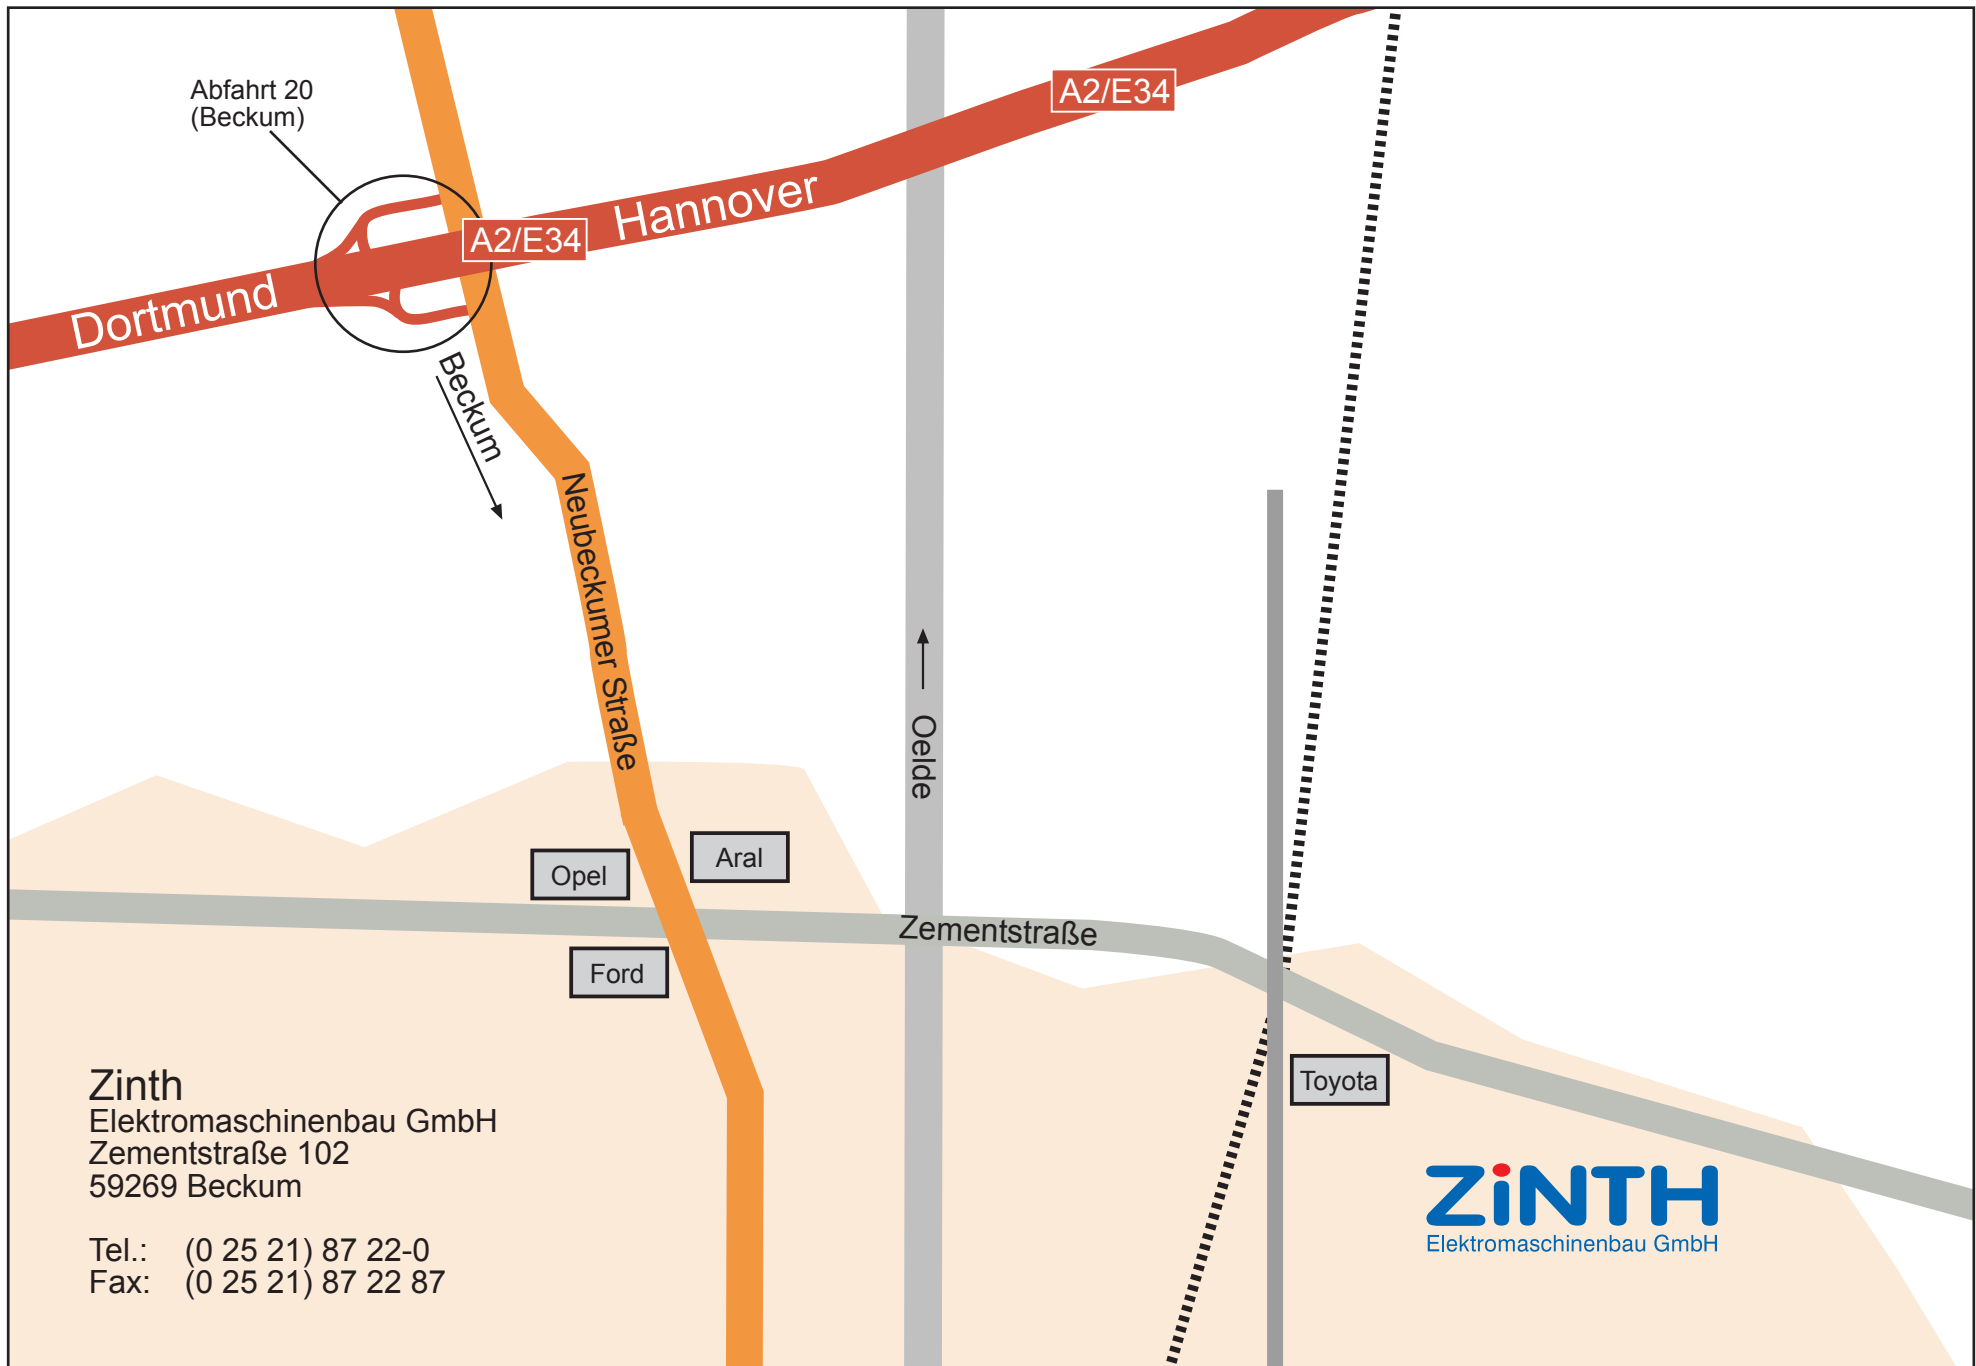 Abfahrt 20
(Beckum)
A2/E34
Hannover
A2/E34
Dortmund
Beckum
Neubeckumer Straße
Oelde
Aral
Opel
Zementstraße
Ford
Toyota
Zinth
Elektromaschinenbau GmbH
Zementstraße 102
59269 Beckum
Tel.: (0 25 21) 87 22-0
Fax: (0 25 21) 87 22 87
ZiNTH
Elektromaschinenbau GmbH